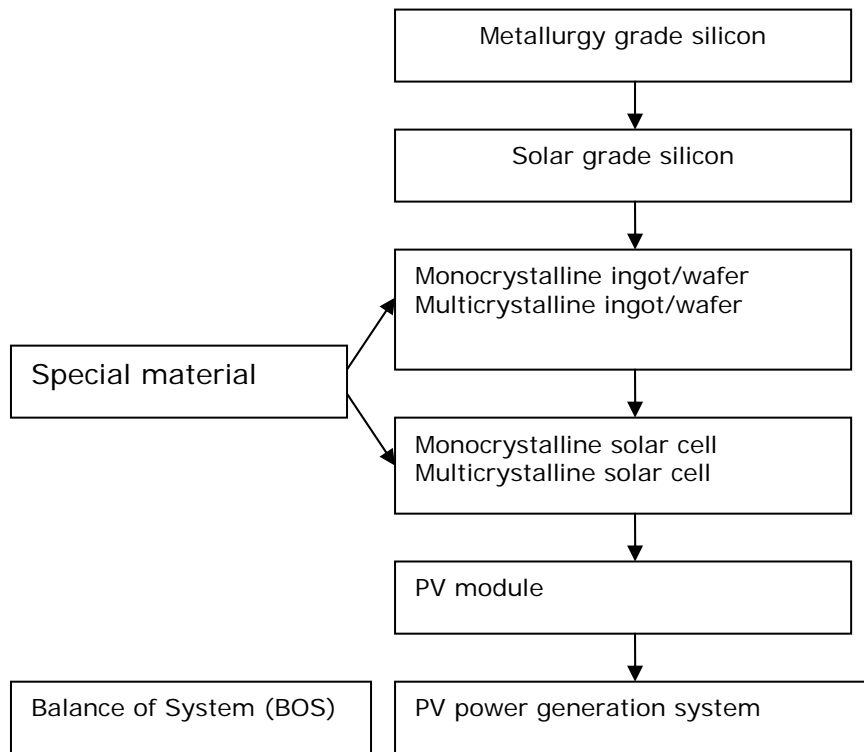 Metallurgy grade silicon
Solar grade silicon
Monocrystalline ingot/wafer
Multicrystalline ingot/wafer
Special material
Monocrystalline solar cell
Multicrystalline solar cell
PV module
Balance of System (BOS)
PV power generation system